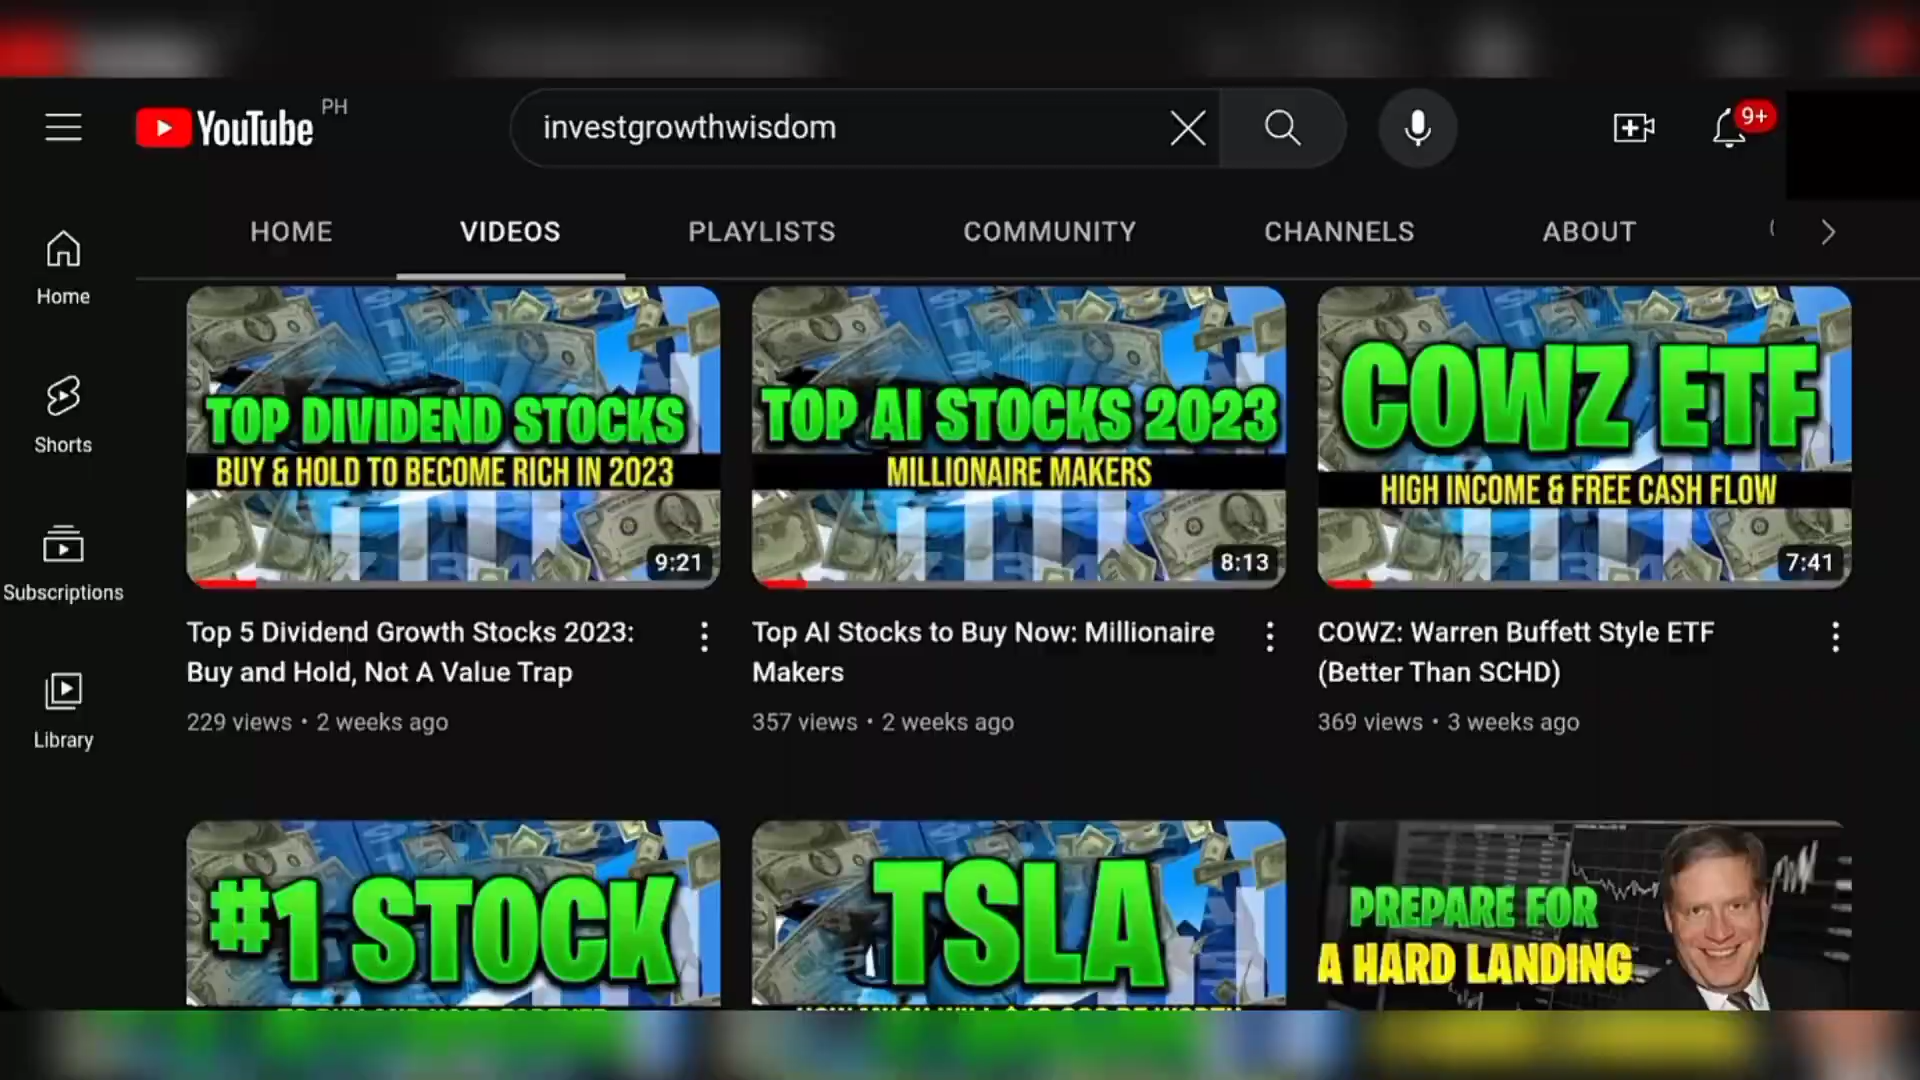 YouTube PH
investgrowthwisdom
9+
HOME VIDEOS PLAYLISTS COMMUNITY CHANNELS ABOUT
Home
Shorts
Subscriptions
Library
TOP DIVIDEND STOCKS
BUY & HOLD TO BECOME RICH IN 2023
9:21
Top 5 Dividend Growth Stocks 2023:
Buy and Hold, Not A Value Trap
229 views • 2 weeks ago
TOP AI STOCKS 2023
MILLIONAIRE MAKERS
8:13
Top AI Stocks to Buy Now: Millionaire
Makers
357 views • 2 weeks ago
COWZ ETF
HIGH INCOME & FREE CASH FLOW
7:41
COWZ: Warren Buffett Style ETF
(Better Than SCHD)
369 views • 3 weeks ago
#1 STOCK
TSLA
PREPARE FOR
A HARD LANDING